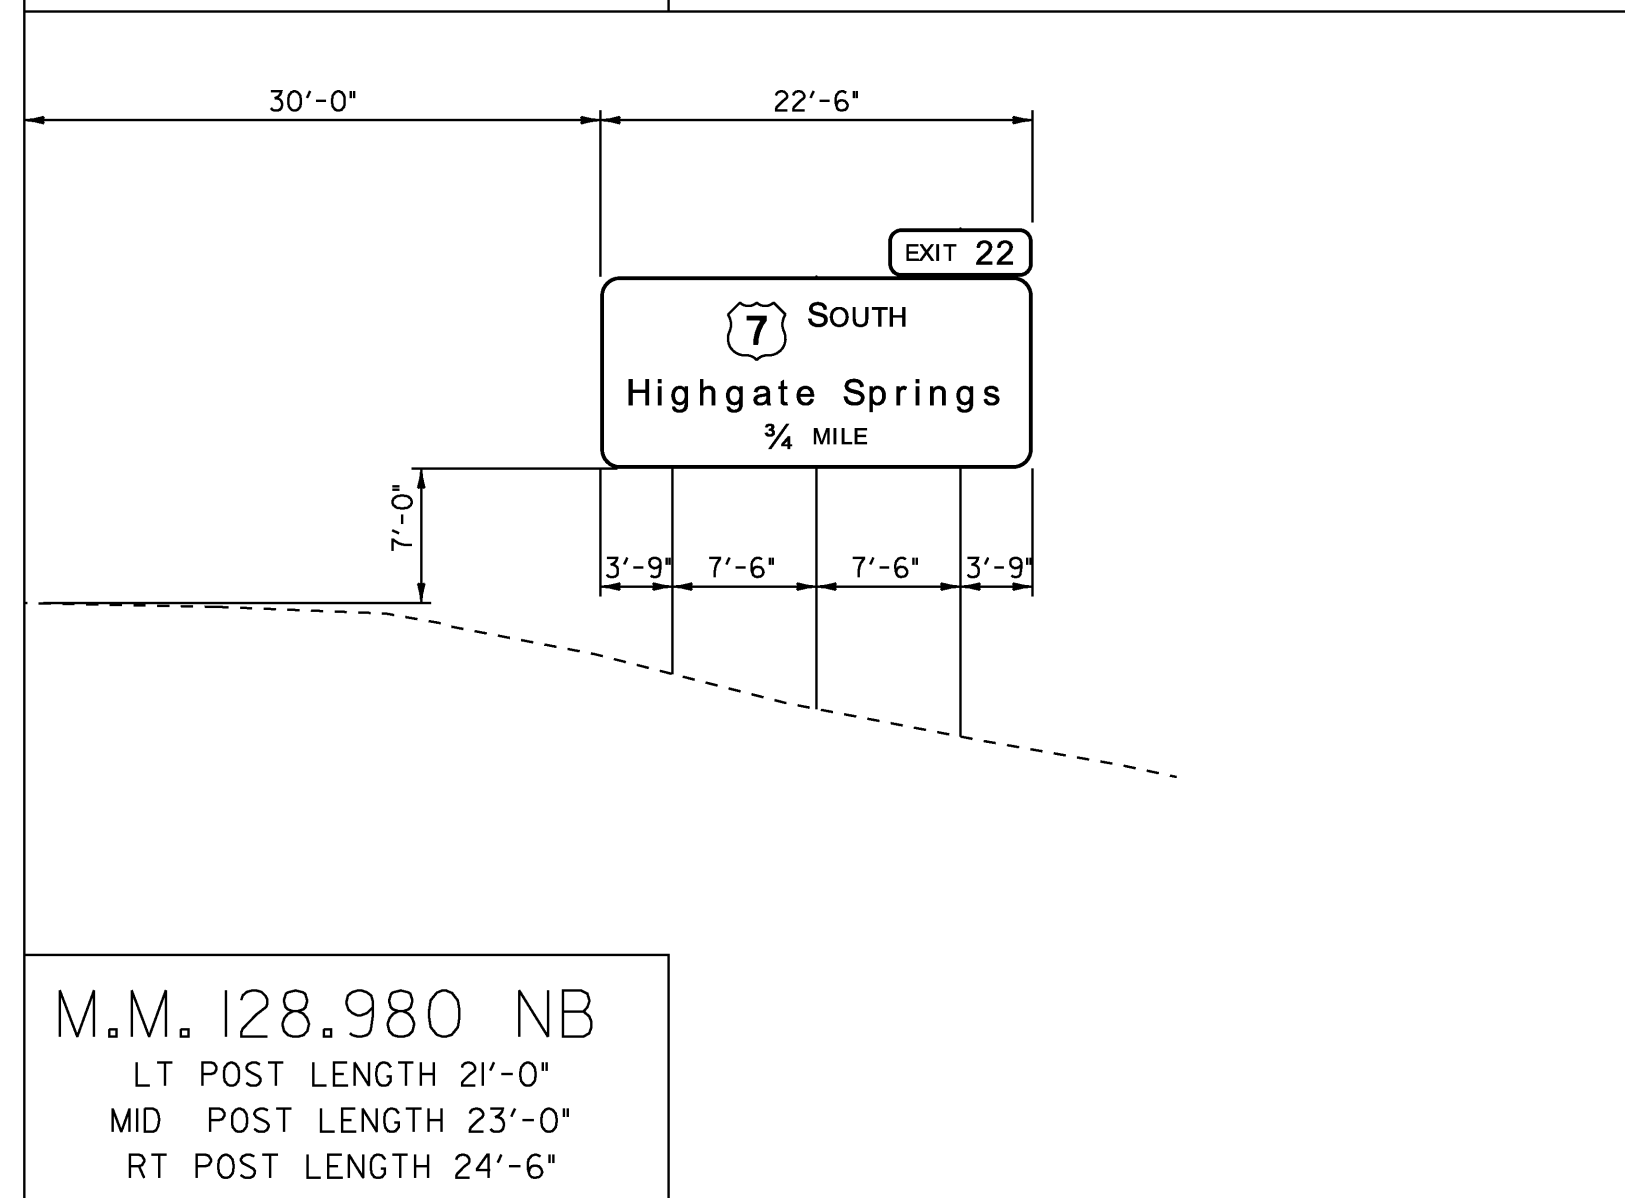 30'-0" 22'-6"
EXIT 22
7 SOUTH
Highgate Springs
¾ MILE
7'-0"
3'-9" 7'-6" 7'-6" 3'-9"
M.M. 128.980 NB
LT POST LENGTH 21'-0"
MID POST LENGTH 23'-0"
RT POST LENGTH 24'-6"